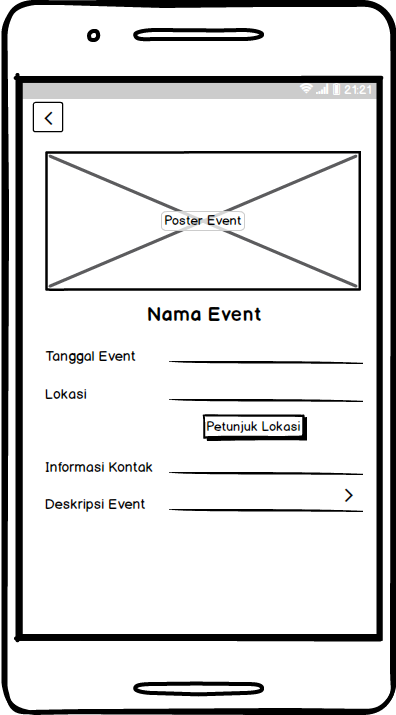 21:21
Poster Event
Nama Event
Tanggal Event
Lokasi
Petunjuk Lokasi
Informasi Kontak
Deskripsi Event